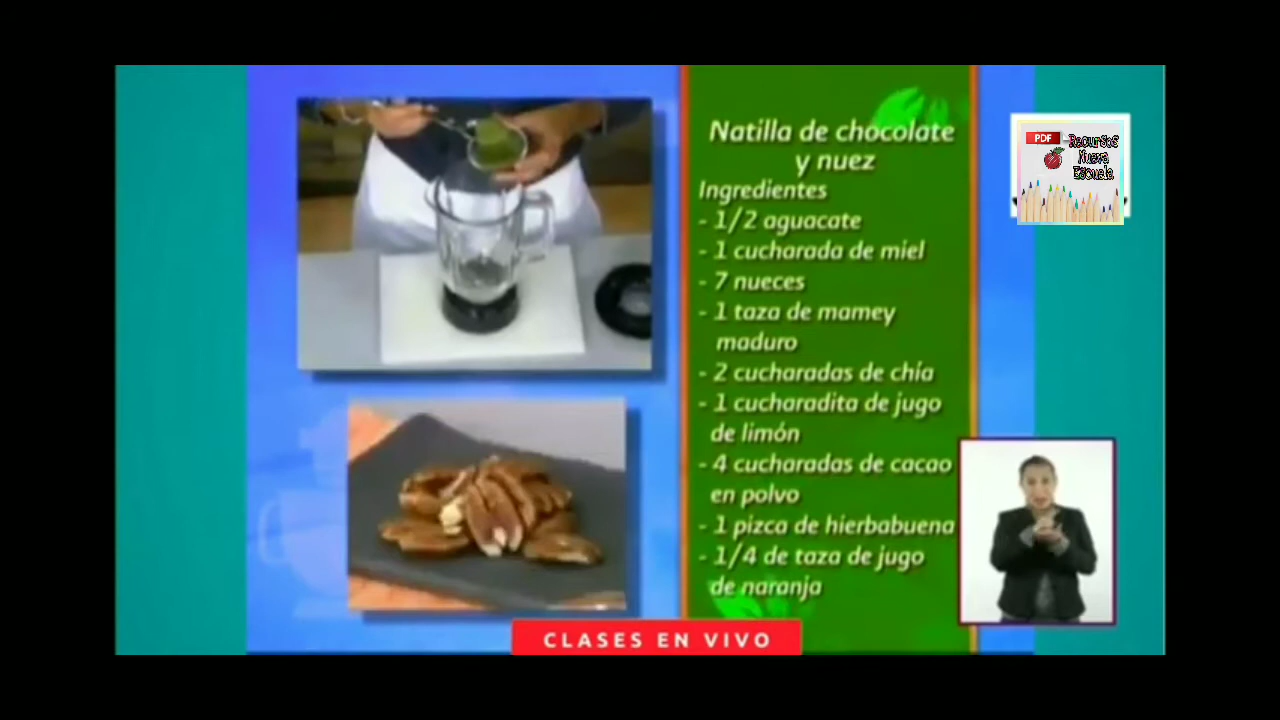 Natilla de chocolate
y nuez
Ingredientes
- 1/2 aguacate
- 1 cucharada de miel
- 7 nueces
- 1 taza de mamey
maduro
- 2 cucharadas de chía
- 1 cucharadita de jugo
de limón
- 4 cucharadas de cacao
en polvo
- 1 pizca de hierbabuena
- 1/4 de taza de jugo
de naranja
PDF
Recursos
Nueva
Escuela
CLASES EN VIVO